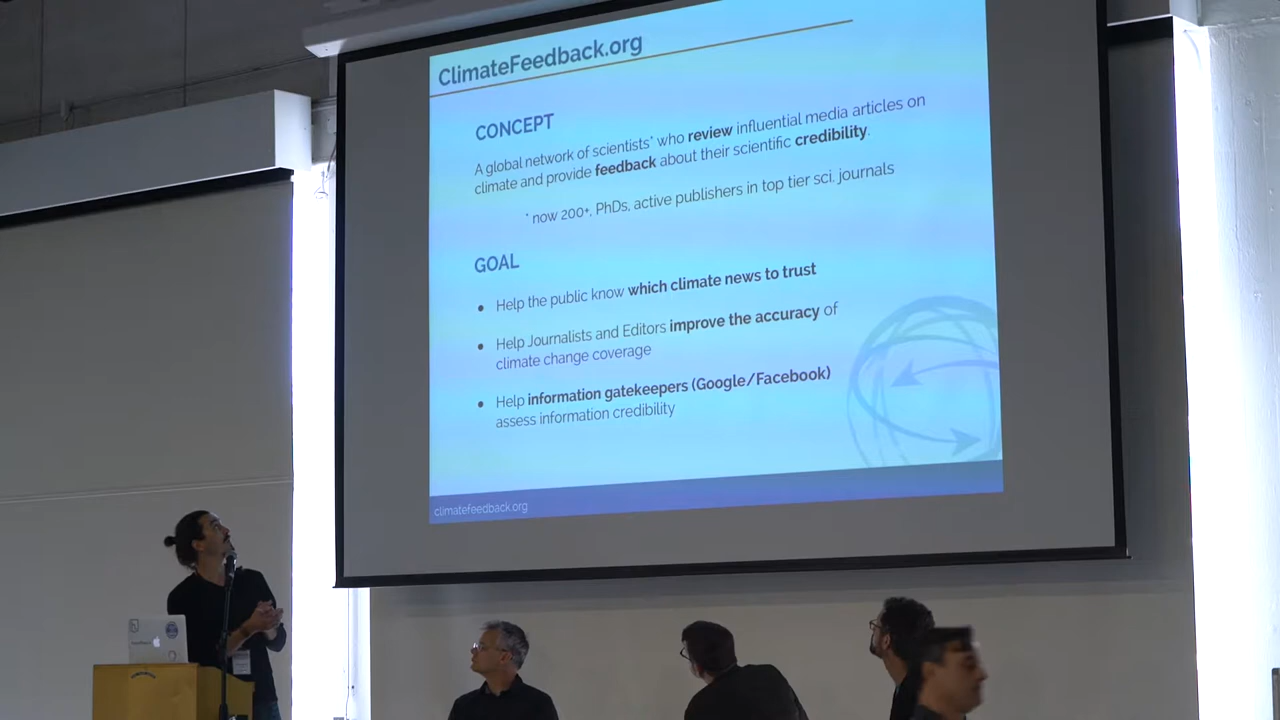 ClimateFeedback.org
CONCEPT
A global network of scientists* who review influential media articles on
climate and provide feedback about their scientific credibility.
* now 200+, PhDs, active publishers in top tier sci. journals
GOAL
• Help the public know which climate news to trust
• Help Journalists and Editors improve the accuracy of
climate change coverage
• Help information gatekeepers (Google/Facebook)
assess information credibility
climatefeedback.org